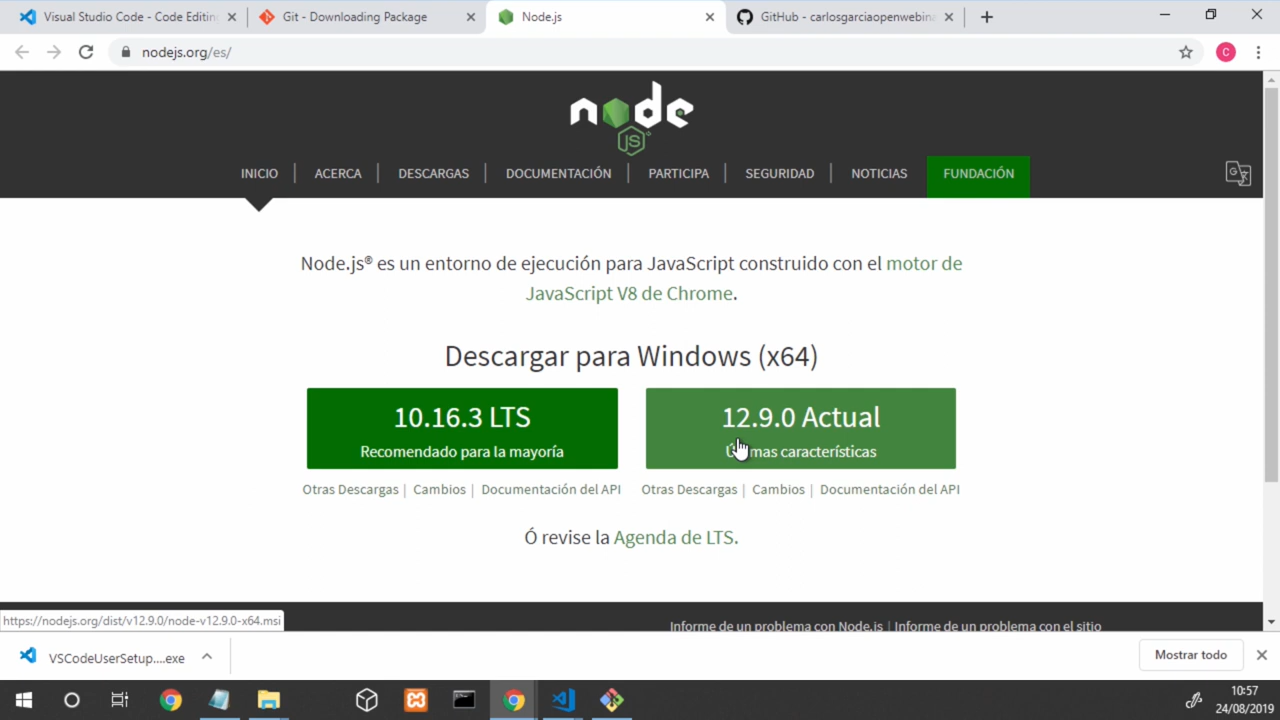 Visual Studio Code - Code Editin
Git - Downloading Package
Node.js
GitHub - carlosgarciaopenwebina
nodejs.org/es/
C
node
JS
INICIO
ACERCA
DESCARGAS
DOCUMENTACIÓN
PARTICIPA
SEGURIDAD
NOTICIAS
FUNDACIÓN
Node.js® es un entorno de ejecución para JavaScript construido con el motor de
JavaScript V8 de Chrome.
Descargar para Windows (x64)
10.16.3 LTS
Recomendado para la mayoría
12.9.0 Actual
características
Otras Descargas | Cambios | Documentación del API
Otras Descargas | Cambios | Documentación del API
Ó revise la Agenda de LTS.
https://nodejs.org/dist/v12.9.0/node-v12.9.0-x64.msi
Informe de un problema con Node.js | Informe de un problema con el sitio
VSCodeUserSetup....exe
Mostrar todo
10:57
24/08/2019